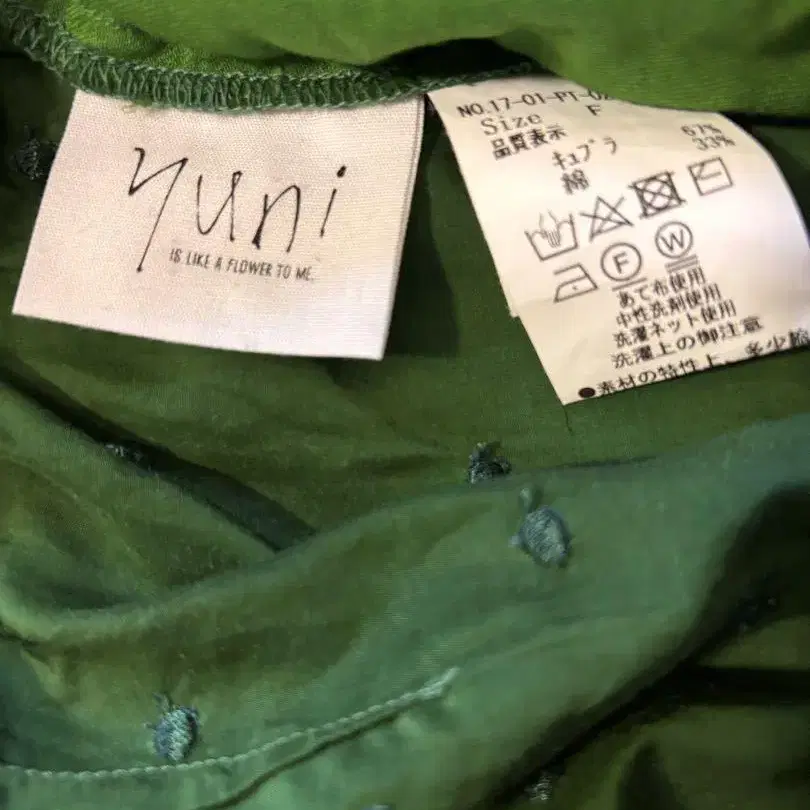 yuni
IS LIKE A FLOWER TO ME.
NO.17-01-PT-0
Size F
品質表示
キュプラ 67%
綿 33%
F
W
あて布使用
中性洗剤使用
洗濯ネット使用
洗濯上の御注意
●素材の特性上、多少